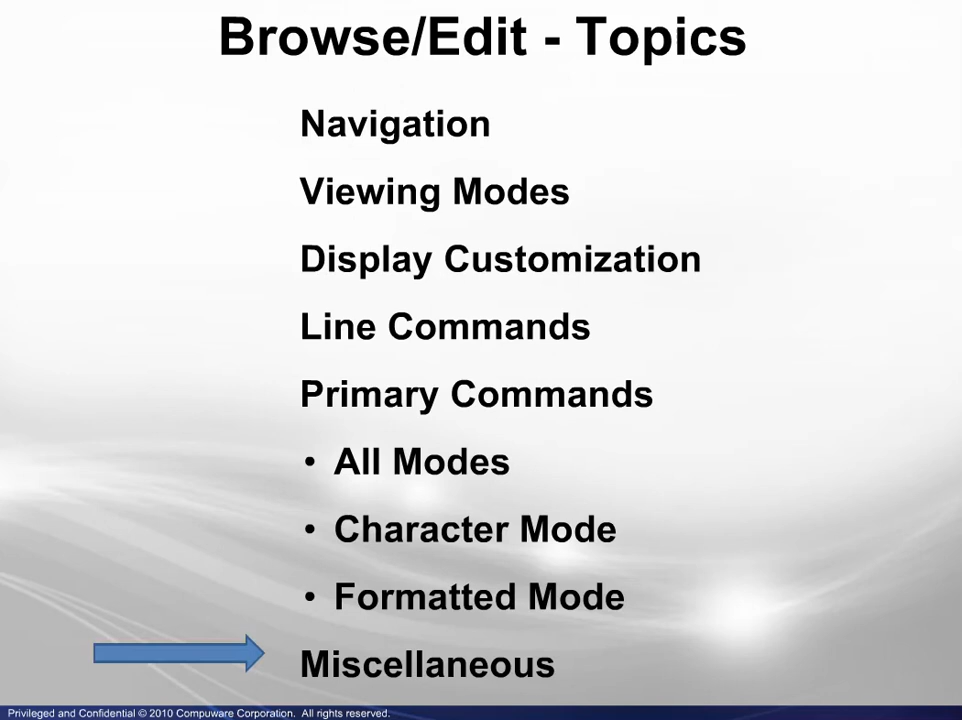 Browse/Edit - Topics
Navigation
Viewing Modes
Display Customization
Line Commands
Primary Commands
• All Modes
• Character Mode
• Formatted Mode
Miscellaneous
Privileged and Confidential © 2010 Compuware Corporation. All rights reserved.